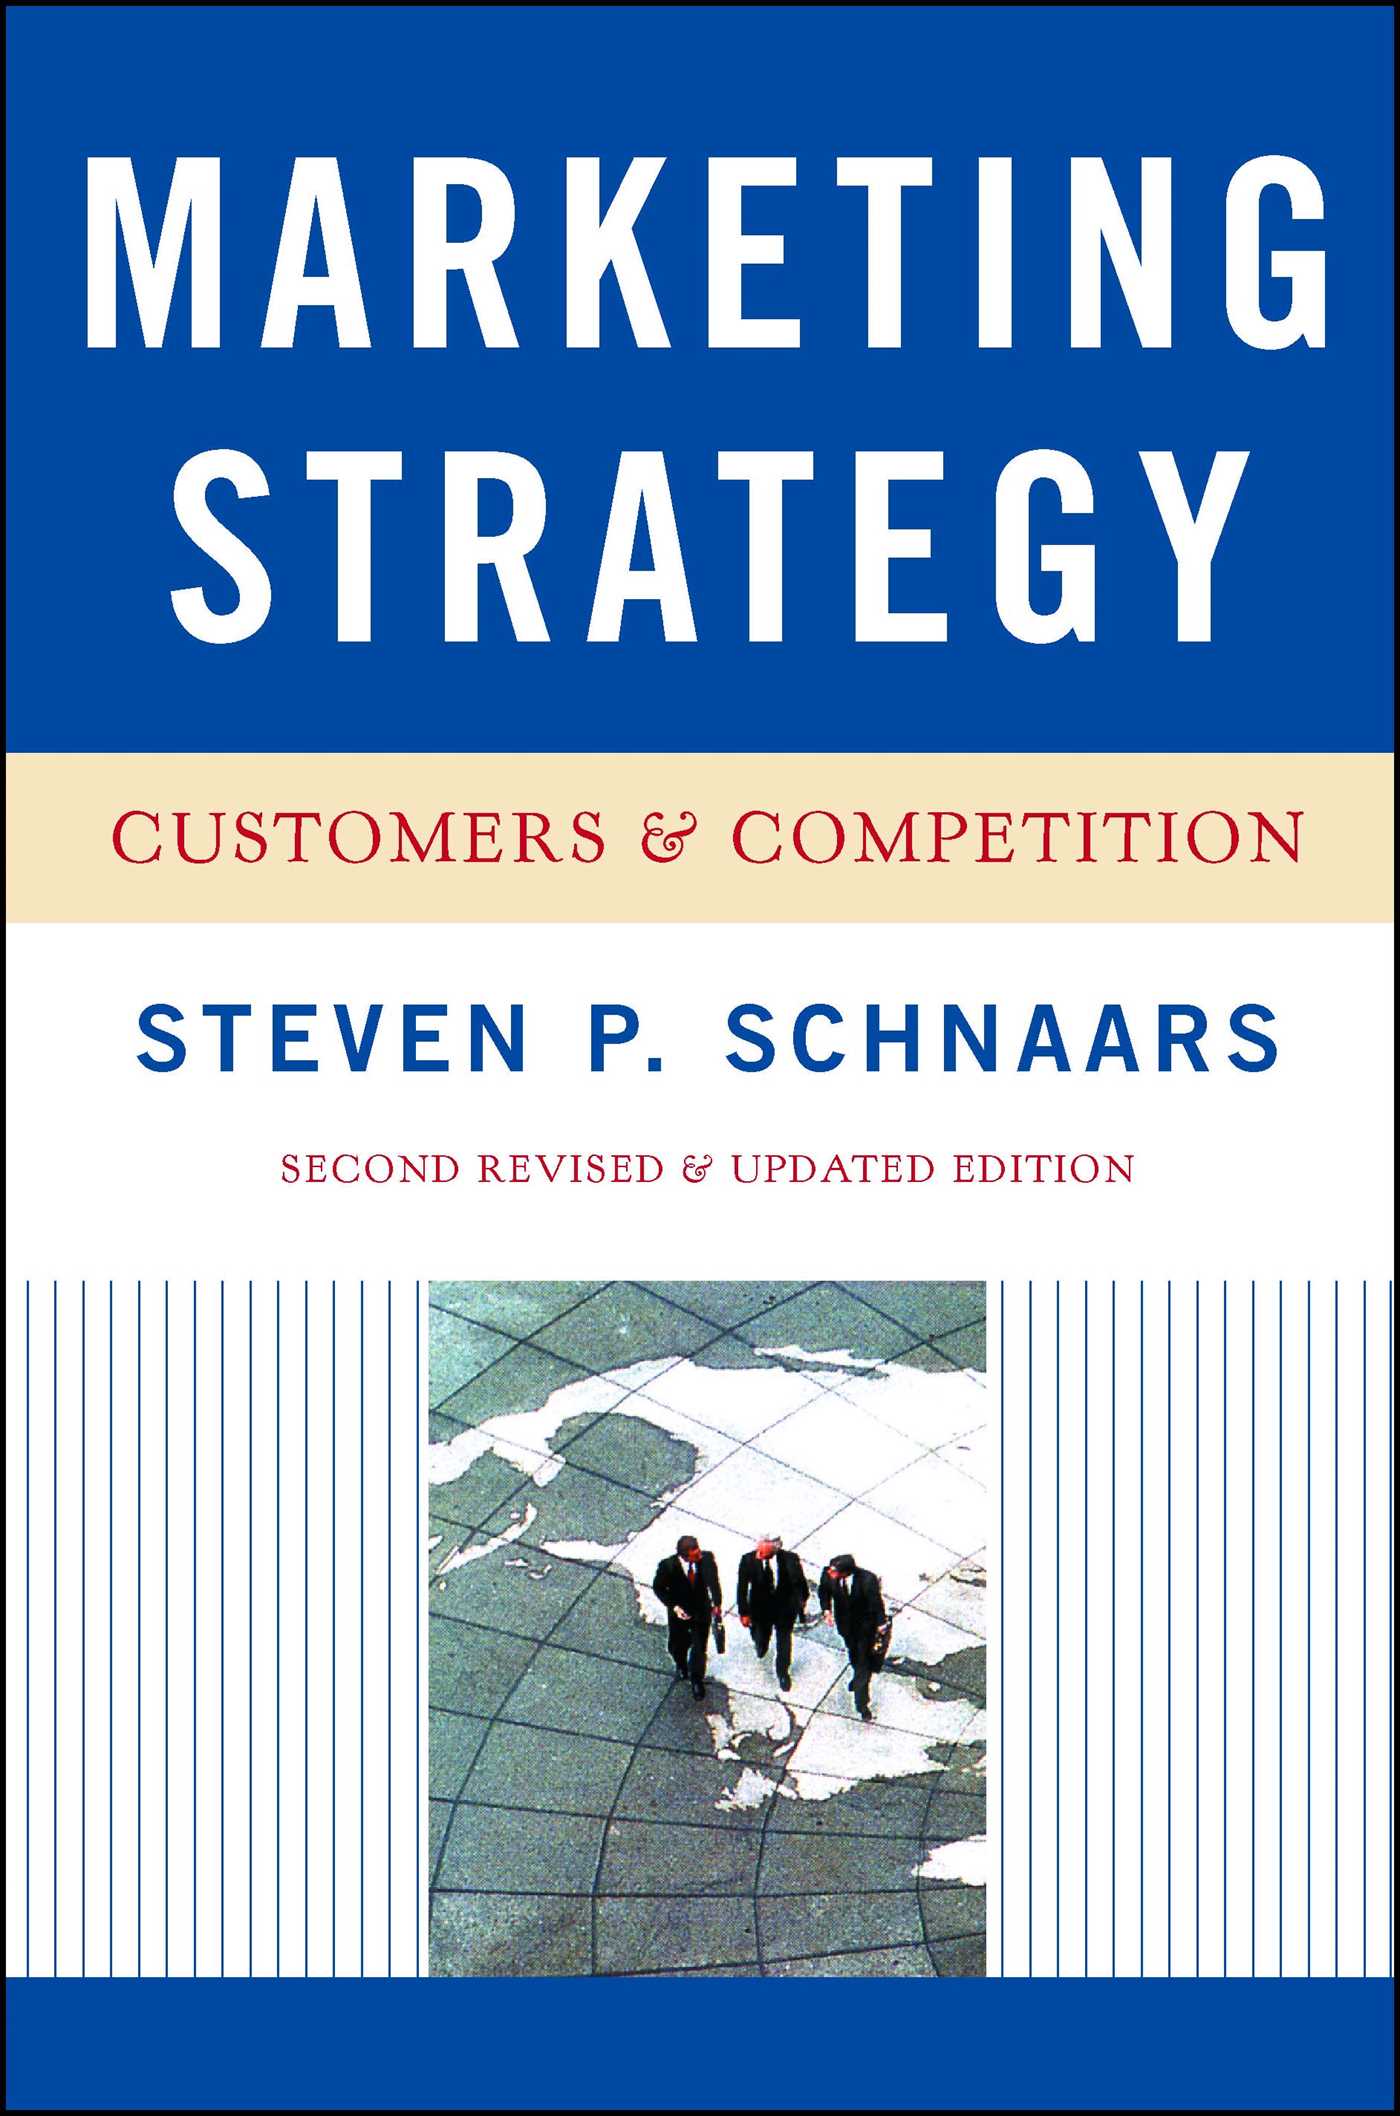 MARKETING
STRATEGY
CUSTOMERS & COMPETITION
STEVEN P. SCHNAARS
SECOND REVISED & UPDATED EDITION